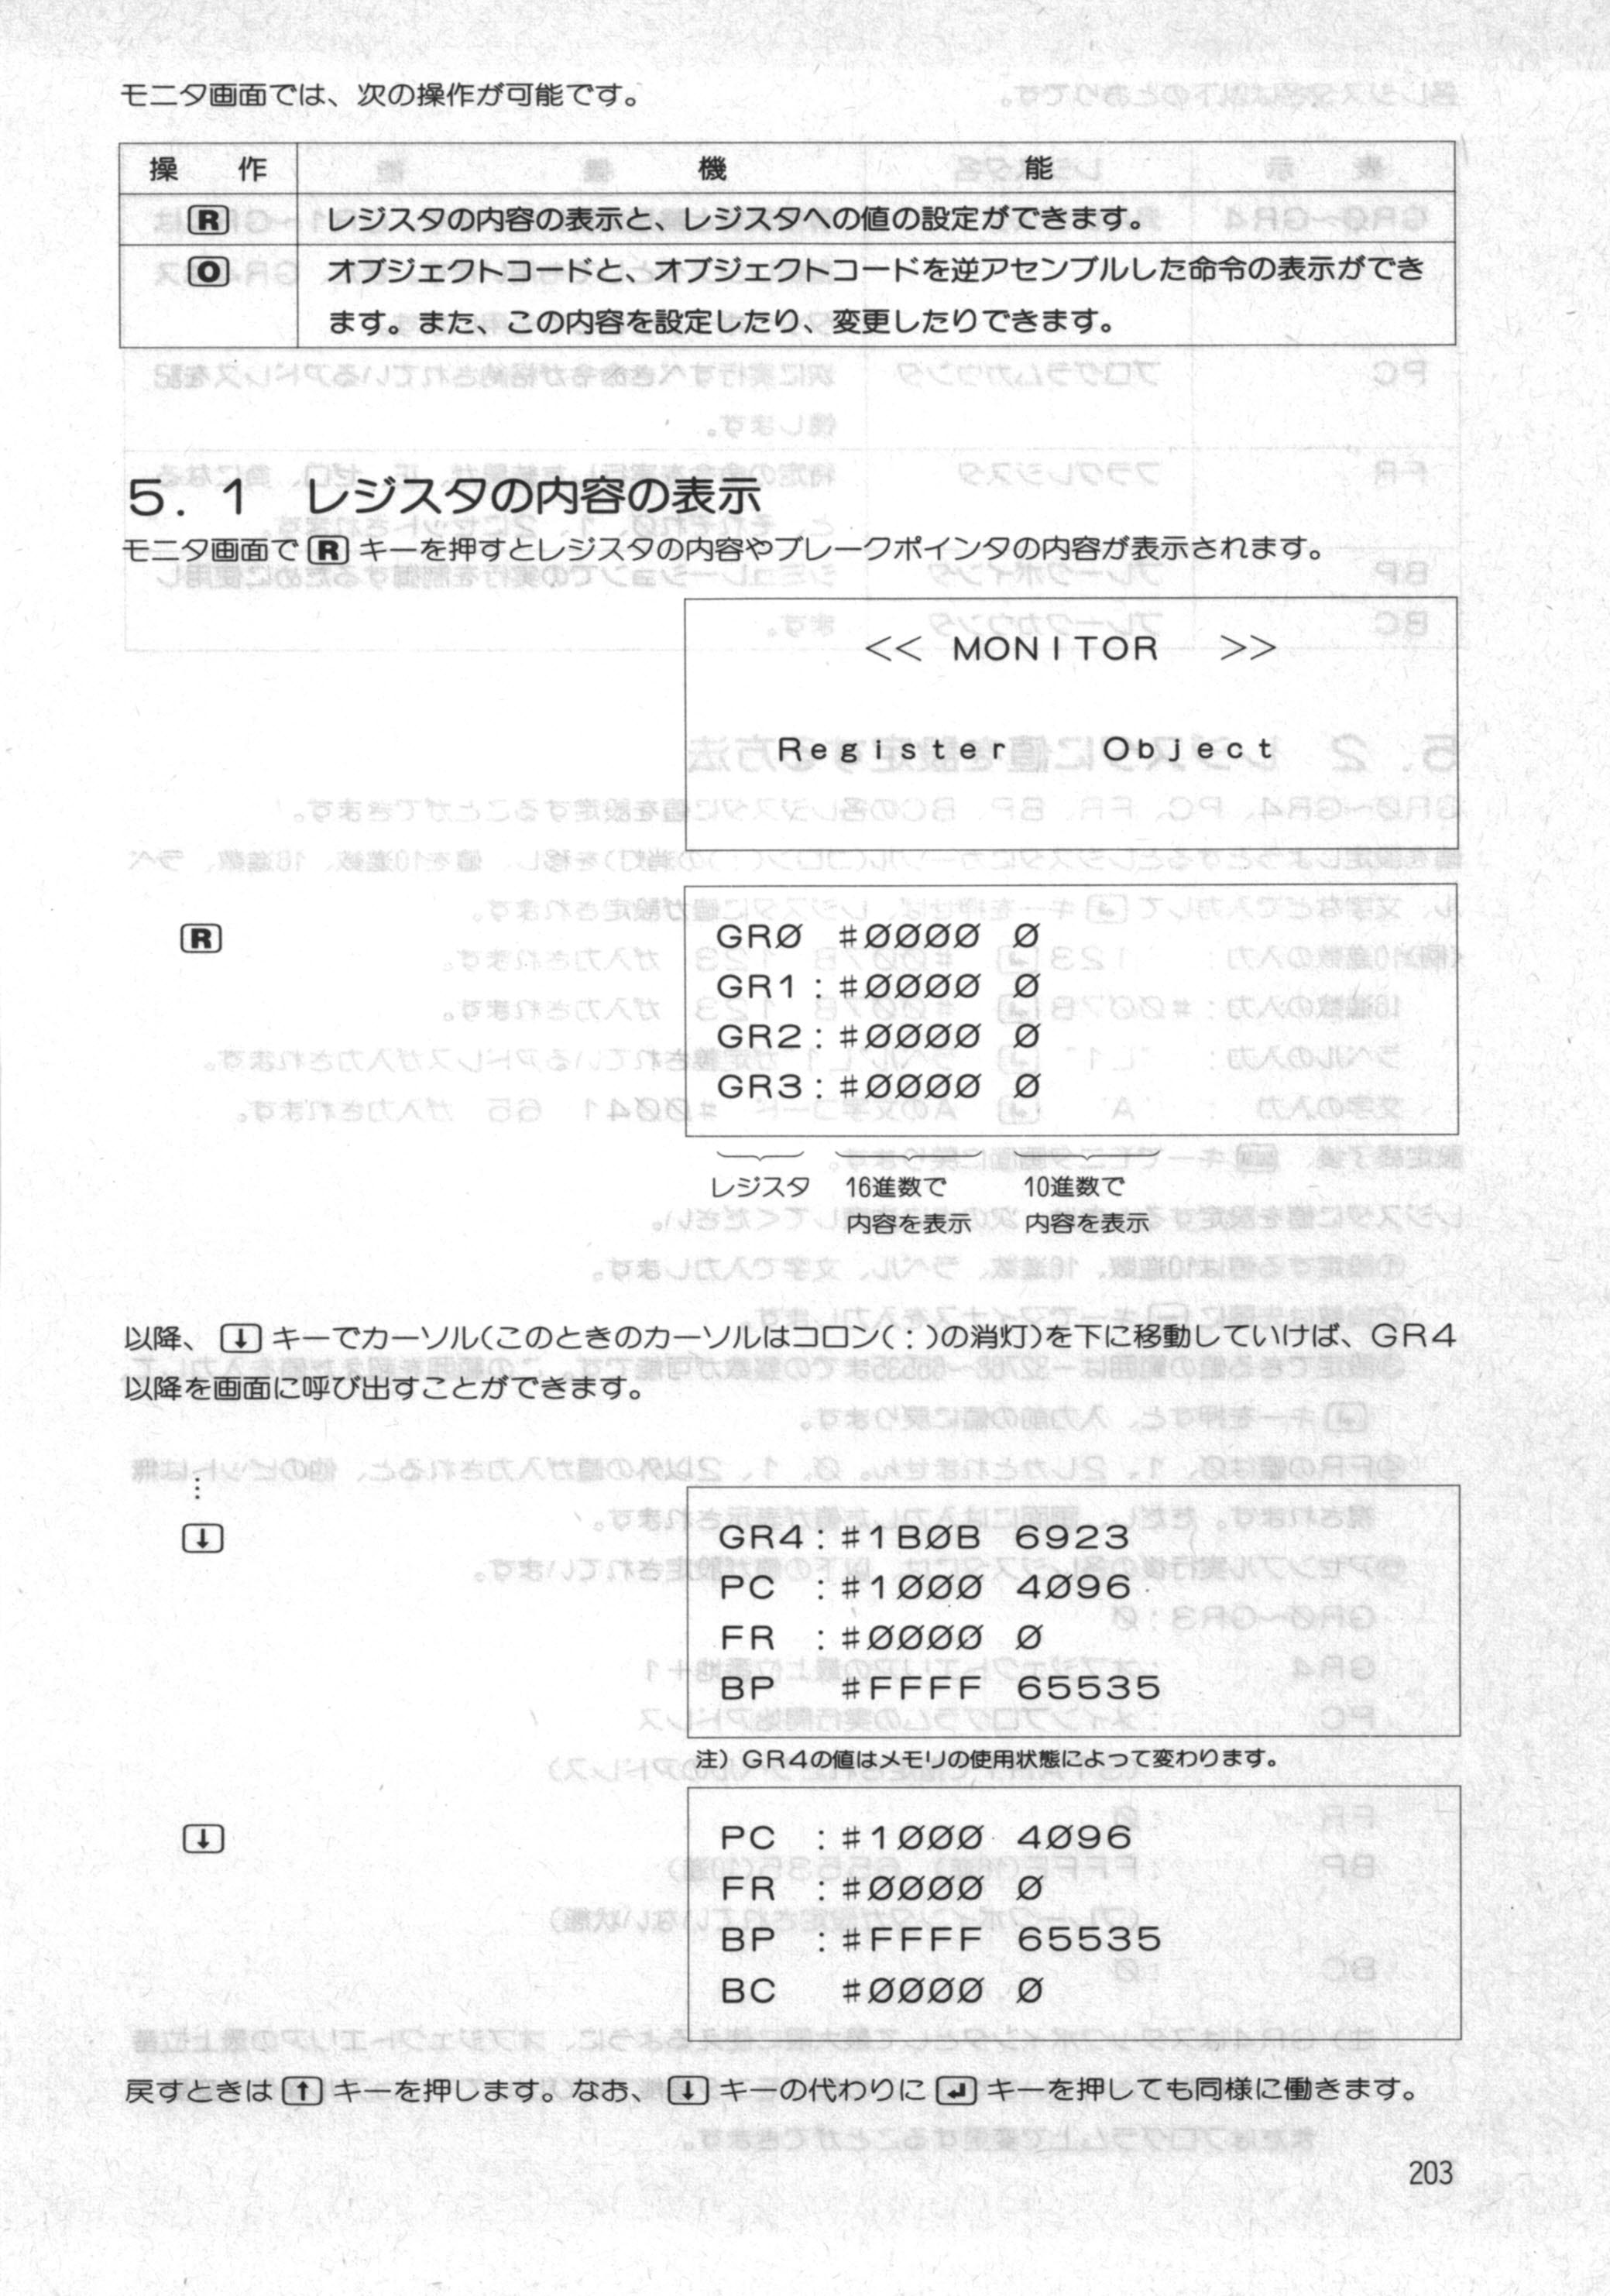 モニタ画面では、次の操作が可能です。
操 作 機 能
R レジスタの内容の表示と、レジスタへの値の設定ができます。
O オブジェクトコードと、オブジェクトコードを逆アセンブルした命令の表示ができ
ます。また、この内容を設定したり、変更したりできます。
5.1 レジスタの内容の表示
モニタ画面で R キーを押すとレジスタの内容やブレークポインタの内容が表示されます。
<< MONITOR >>
Register Object
R
GRØ #ØØØØ Ø
GR1:#ØØØØ Ø
GR2:#ØØØØ Ø
GR3:#ØØØØ Ø
レジスタ 16進数で 10進数で
内容を表示 内容を表示
以降、 ↓ キーでカーソル(このときのカーソルはコロン(:)の消灯)を下に移動していけば、GR4
以降を画面に呼び出すことができます。
⋮
↓
GR4:#1BØB 6923
PC :#1ØØØ 4Ø96
FR :#ØØØØ Ø
BP #FFFF 65535
注) GR4の値はメモリの使用状態によって変わります。
↓
PC :#1ØØØ 4Ø96
FR :#ØØØØ Ø
BP :#FFFF 65535
BC #ØØØØ Ø
戻すときは ↑ キーを押します。なお、 ↓ キーの代わりに ↵ キーを押しても同様に働きます。
203